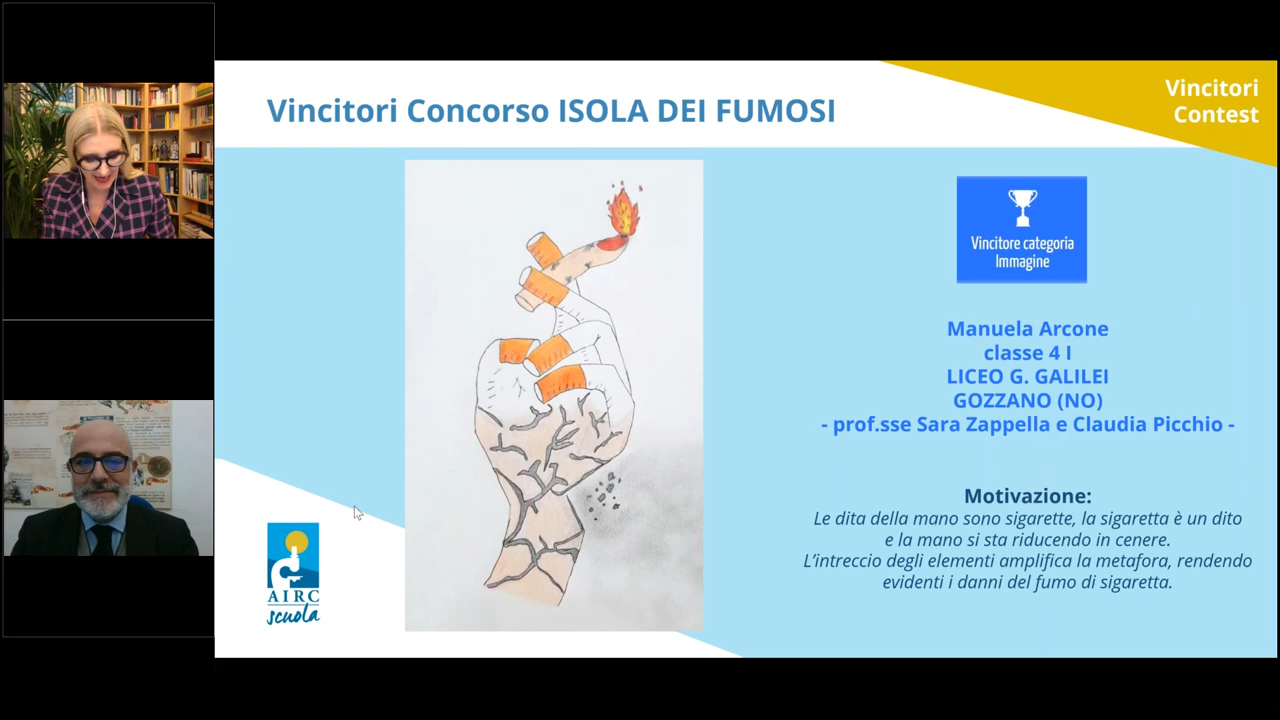 Vincitori Concorso ISOLA DEI FUMOSI
Vincitori
Contest
Vincitore categoria
Immagine
Manuela Arcone
classe 4 I
LICEO G. GALILEI
GOZZANO (NO)
- prof.sse Sara Zappella e Claudia Picchio -
Motivazione:
Le dita della mano sono sigarette, la sigaretta è un dito
e la mano si sta riducendo in cenere.
L’intreccio degli elementi amplifica la metafora, rendendo
evidenti i danni del fumo di sigaretta.
AIRC
scuola